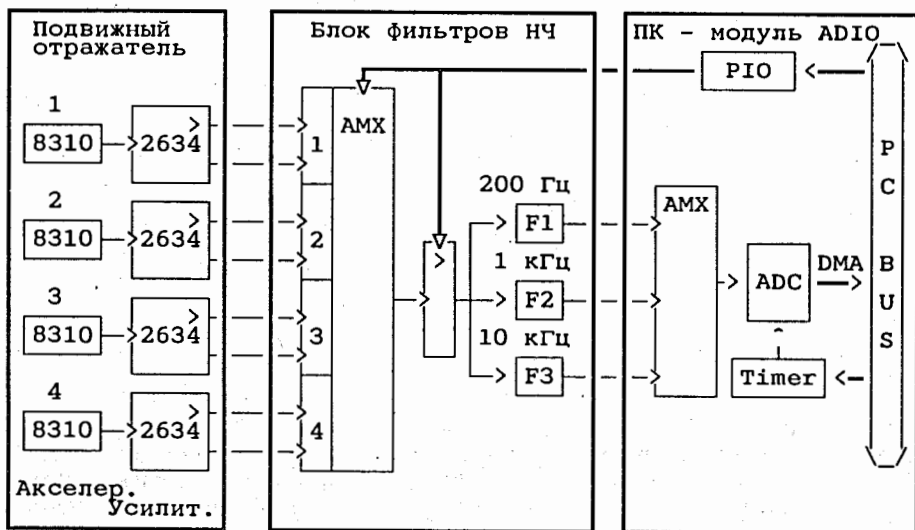 Подвижный
отражатель
1
8310
2634
2
8310
2634
3
8310
2634
4
8310
2634
Акселер.
Усилит.
Блок фильтров НЧ
1
2
3
4
AMX
200 Гц
F1
1 кГц
F2
10 кГц
F3
ПК - модуль ADIO
PIO
AMX
ADC
DMA
Timer
PC BUS